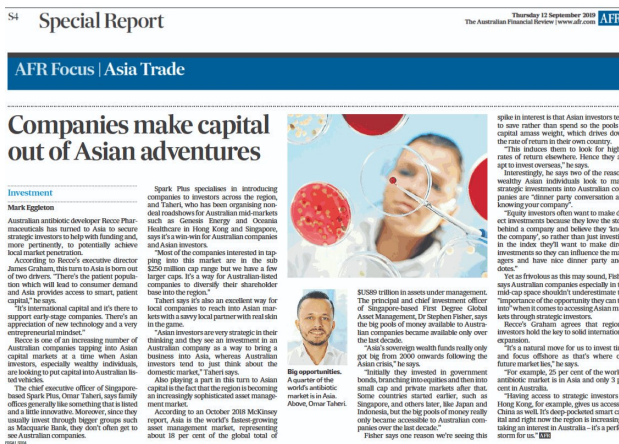 S4
Special Report
Thursday 12 September 2019
The Australian Financial Review | www.afr.com
AFR
AFR Focus | Asia Trade
Companies make capital
out of Asian adventures
Investment
Mark Eggleton
Australian antibiotic developer Recce Phar-
maceuticals has turned to Asia to secure
strategic investors to help with funding and,
more pertinently, to potentially achieve
local market penetration.
According to Recce's executive director
James Graham, this turn to Asia is born out
of two drivers. "There's the patient popula-
tion which will lead to consumer demand
and Asia provides access to smart, patient
capital," he says.
"It's international and it's there to
support early-stage companies. There's an
appreciation of new technology and a very
entrepreneurial mindset."
Recce is one of an increasing number of
Australian companies tapping into Asian
capital markets at a time when Asian
investors, especially wealthy individuals,
are looking to put capital into Australian lis-
ted vehicles.
The chief executive officer of Singapore-
based Spark Plus, Omar Taheri, says family
offices generally like something that is listed
and a little innovative. Moreover, since they
usually invest through bigger groups such
as Macquarie Bank, they don't often get to
see Australian companies.
Spark Plus specialises in introducing
companies to investors across the region,
and Taheri, who has been organising non-
deal roadshows for Australian mid-markets
such as Genesis Energy and Oceania
Healthcare in Hong Kong and Singapore,
says it's a win-win for Australian companies
and Asian investors.
"Most of the companies interested in tap-
ping into this market are in the sub
$250 million cap range but we have a few
larger caps. It's a way for Australian-listed
companies to diversify their shareholder
base into the region."
Taheri says it's also an excellent way for
local companies to reach into Asian mar-
kets with a savvy local partner with real skin
in the game.
"Asian investors are very strategic in their
thinking and they see an investment in an
Australian company as a way to bring a
business into Asia, whereas Australian
investors tend to just think about the
domestic market," Taheri says.
Also playing a part in this turn to Asian
capital is the fact that the region is becoming
an increasingly sophisticated asset manage-
ment market.
According to an October 2018 McKinsey
report, Asia is the world's fastest-growing
asset management market, representing
about 18 per cent of the global total of
Big opportunities.
A quarter of the
world's antibiotic
market is in Asia.
Above, Omar Taheri.
$US89 trillion in assets under management.
The principal and chief investment officer
of Singapore-based First Degree Global
Asset Management, Dr Stephen Fisher, says
the big pools of money available to Austra-
lian companies became available only over
the last decade.
"Asia's sovereign wealth funds really only
got big from 2000 onwards following the
Asian crisis," he says.
"Initially they invested in government
bonds, branching into equities and then into
small cap and private markets after that.
Some countries started earlier, such as
Singapore, and others later, like Japan and
Indonesia, but the big pools of money really
only became accessible to Australian com-
panies over the last decade."
Fisher says one reason we're seeing this
spike in interest is that Asian investors te
to save rather than spend so the pools
capital amass weight, which drives dow
the rate of return in their own country.
"This induces them to look for high
rates of return elsewhere. Hence they a
apt to invest overseas," he says.
Interestingly, he says two of the reaso
wealthy Asian individuals look to ma
strategic investments into Australian co
panies are "dinner party conversation a
knowing your company".
"Equity investors often want to make d
ect investments because they love the sto
behind a company and believe they 'kno
the company', so rather than just investi
in the index they'll want to make dire
investments so they can influence the ma
agers and have nice dinner party an
dotes."
Yet as frivolous as this may sound, Fish
says Australian companies especially in t
mid-cap space shouldn't underestimate t
"importance of the opportunity they can t
into" when it comes to accessing Asian m
kets through strategic investors.
Recce's Graham agrees that region
investors hold the key to solid internation
expansion.
"It's a natural move for us to invest ti
and focus offshore as that's where o
future market lies," he says.
"For example, 25 per cent of the world
antibiotic market is in Asia and only 3 p
cent in Australia.
"Having access to strategic investors
Hong Kong, for example, gives us access
China as well. It's deep-pocketed smart c
ital and right now the region is increasin
taking an interest in Australia – it's a perf
storm for us." AFR